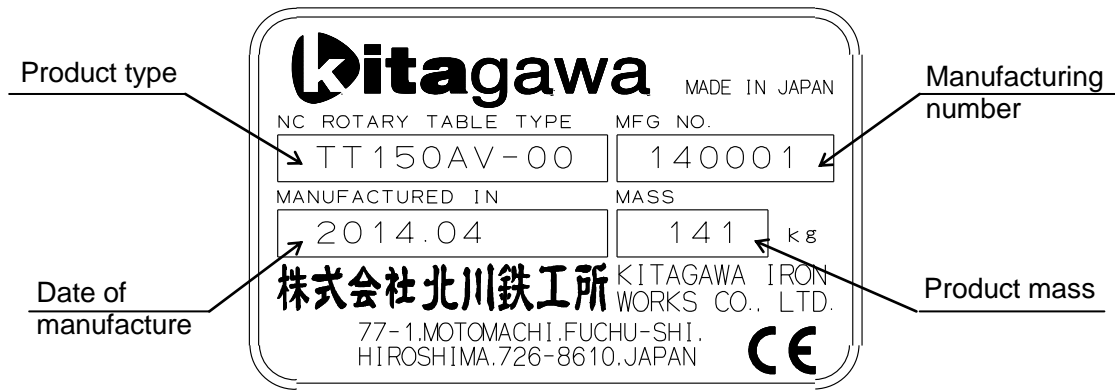 Kitagawa MADE IN JAPAN
Product type
Manufacturing
number
NC ROTARY TABLE TYPE MFG NO.
TT150AV-00 140001
MANUFACTURED IN MASS
2014.04 141 kg
Date of
manufacture
Product mass
株式会社北川鉄工所 KITAGAWA IRON
WORKS CO., LTD.
77-1.MOTOMACHI.FUCHU-SHI.
HIROSHIMA.726-8610.JAPAN CE